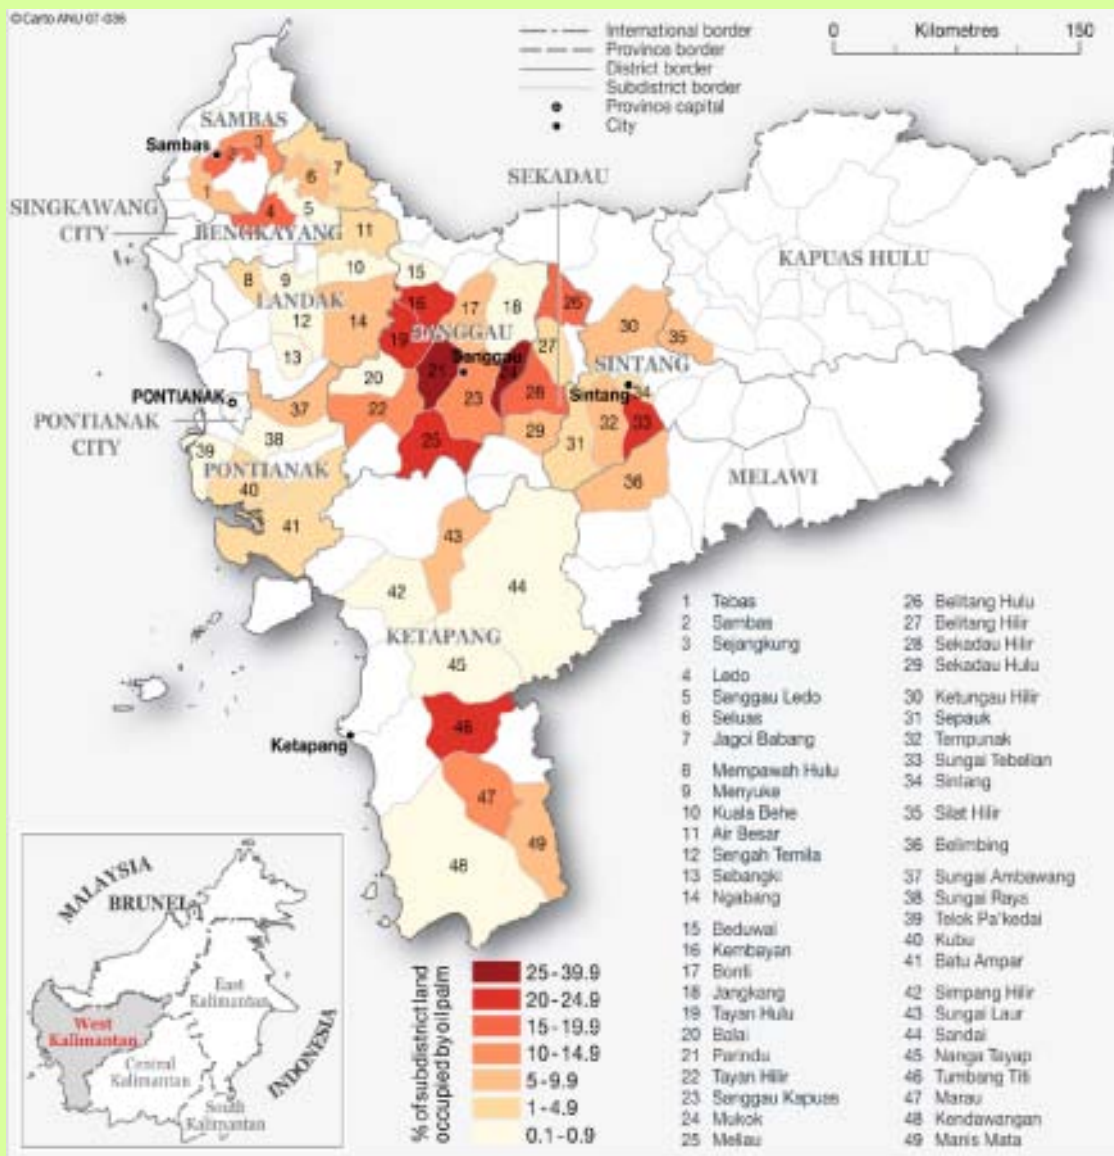 © Carto ANU 07-036
International border
Province border
District border
Subdistrict border
Province capital
City
0 Kilometres 150
SAMBAS
Sambas
SINGKAWANG
CITY
BENGKAYANG
LANDAK
SEKADAU
KAPUAS HULU
SANGGAU
Sanggau
SINTANG
Sintang
PONTIANAK
PONTIANAK
CITY
PONTIANAK
MELAWI
KETAPANG
Ketapang
1 Tebas
2 Sambas
3 Sejangkung
4 Ledo
5 Sanggau Ledo
6 Seluas
7 Jagoi Babang
8 Mempawah Hulu
9 Menyuke
10 Kuala Behe
11 Air Besar
12 Sengah Temila
13 Sebangki
14 Ngabang
15 Beduwai
16 Kembayan
17 Bonti
18 Jangkang
19 Tayan Hulu
20 Balai
21 Parindu
22 Tayan Hilir
23 Sanggau Kapuas
24 Mukok
25 Meliau
26 Belitang Hulu
27 Belitang Hilir
28 Sekadau Hilir
29 Sekadau Hulu
30 Ketungau Hilir
31 Sepauk
32 Tempunak
33 Sungai Tebelian
34 Sintang
35 Silat Hilir
36 Belimbing
37 Sungai Ambawang
38 Sungai Raya
39 Telok Pa'kedai
40 Kubu
41 Batu Ampar
42 Simpang Hilir
43 Sungai Laur
44 Sandai
45 Nanga Tayap
46 Tumbang Titi
47 Marau
48 Kendawangan
49 Manis Mata
% of subdistrict land
occupied by oil palm
25 - 39.9
20 - 24.9
15 - 19.9
10 - 14.9
5 - 9.9
1 - 4.9
0.1 - 0.9
MALAYSIA
BRUNEI
East
Kalimantan
West
Kalimantan
Central
Kalimantan
South
Kalimantan
INDONESIA